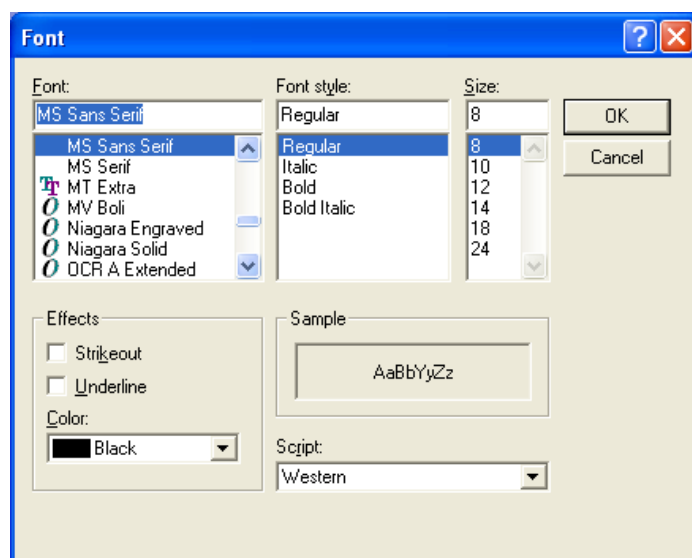 Font
Font:
MS Sans Serif
MS Sans Serif
MS Serif
MT Extra
MV Boli
Niagara Engraved
Niagara Solid
OCR A Extended
Font style:
Regular
Regular
Italic
Bold
Bold Italic
Size:
8
8
10
12
14
18
24
OK
Cancel
Effects
Strikeout
Underline
Color:
Black
Sample
AaBbYyZz
Script:
Western